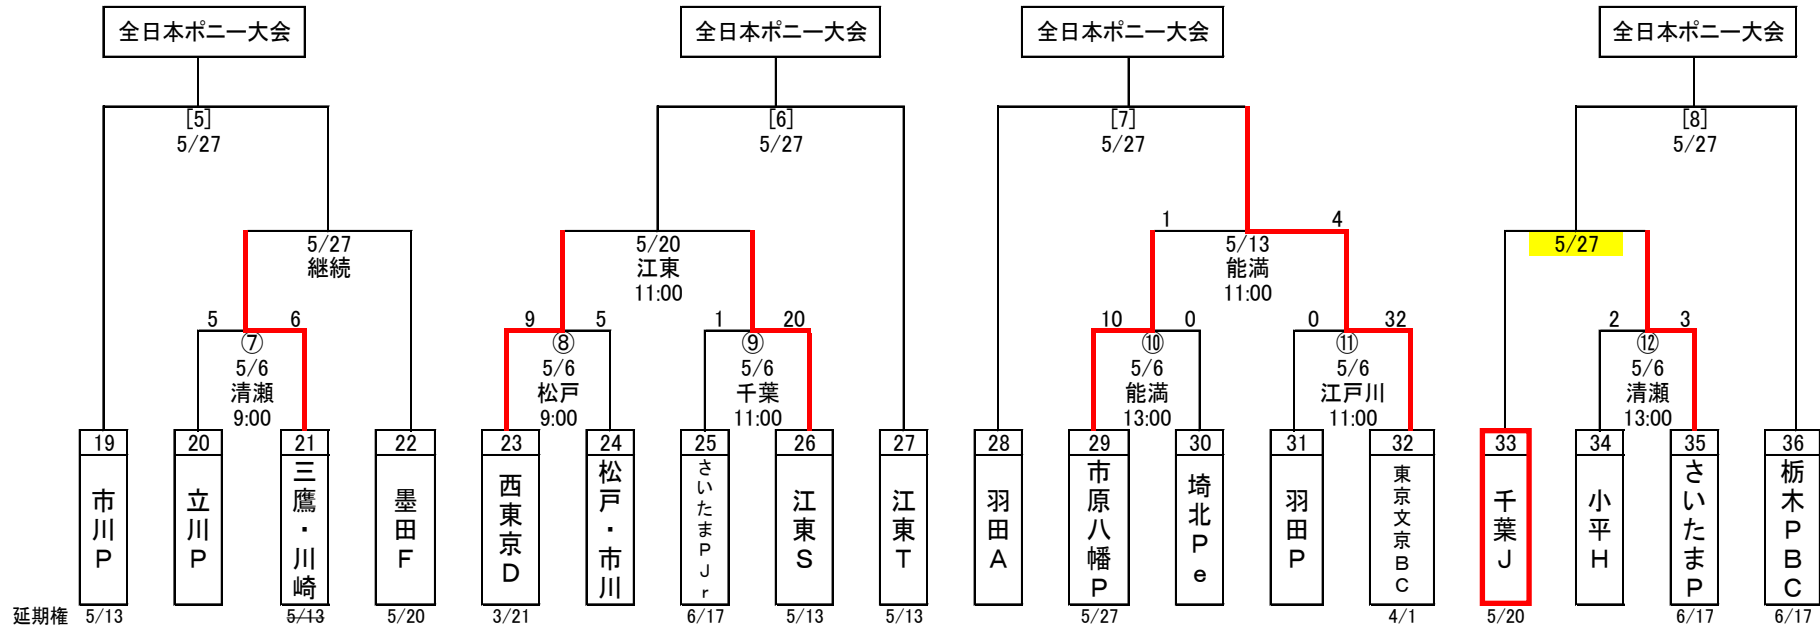 全日本ポニー大会 全日本ポニー大会 全日本ポニー大会 全日本ポニー大会
[5] [6] [7] [8]
5/27 5/27 5/27 5/27
1 4
5/27 5/20 5/13 5/27
継続 江東 能満
11:00 11:00
5 6 9 5 1 20 10 0 0 32 2 3
⑦ ⑧ ⑨ ⑩ ⑪ ⑫
5/6 5/6 5/6 5/6 5/6 5/6
清瀬 松戸 千葉 能満 江戸川 清瀬
9:00 9:00 11:00 13:00 11:00 13:00
19 20 21 22 23 24 25 26 27 28 29 30 31 32 33 34 35 36
市川P
立川P
三鷹・川崎
墨田F
西東京D
松戸・市川
さいたまPJr
江東S
江東T
羽田A
市原八幡P
埼北Pe
羽田P
東京文京BC
千葉J
小平H
さいたまP
栃木PBC
延期権 5/13 5/13 5/20 3/21 6/17 5/13 5/13 5/27 4/1 5/20 6/17 6/17